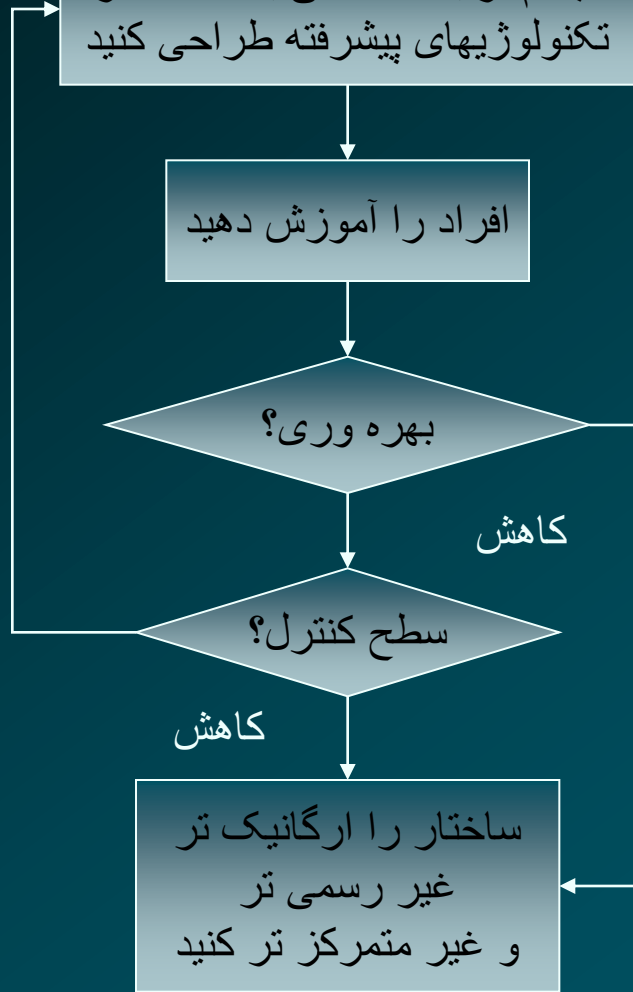 تکنولوژیهای پیشرفته طراحی کنید
افراد را آموزش دهید
بهره وری؟
کاهش
سطح کنترل؟
کاهش
ساختار را ارگانیک تر
غیر رسمی تر
و غیر متمرکز تر کنید